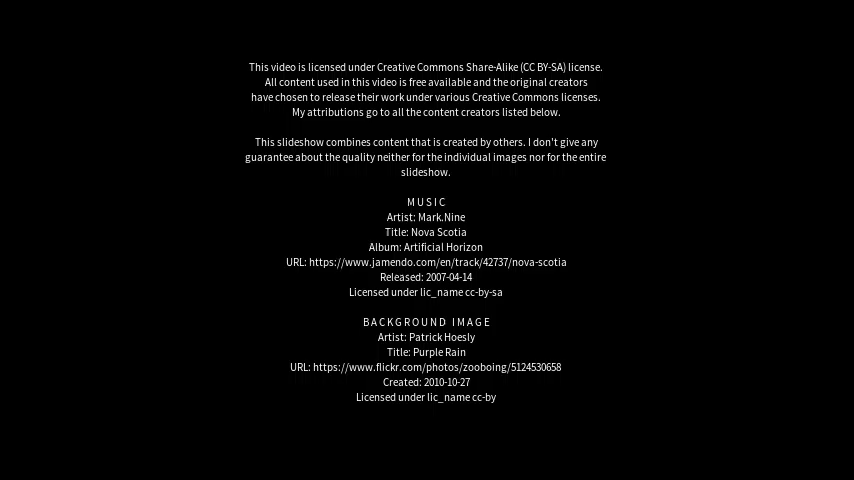 This video is licensed under Creative Commons Share-Alike (CC BY-SA) license.
All content used in this video is free available and the original creators
have chosen to release their work under various Creative Commons licenses.
My attributions go to all the content creators listed below.
This slideshow combines content that is created by others. I don't give any
guarantee about the quality neither for the individual images nor for the entire
slideshow.
MUSIC
Artist: Mark.Nine
Title: Nova Scotia
Album: Artificial Horizon
URL: https://www.jamendo.com/en/track/42737/nova-scotia
Released: 2007-04-14
Licensed under lic_name cc-by-sa
BACKGROUND IMAGE
Artist: Patrick Hoesly
Title: Purple Rain
URL: https://www.flickr.com/photos/zooboing/5124530658
Created: 2010-10-27
Licensed under lic_name cc-by